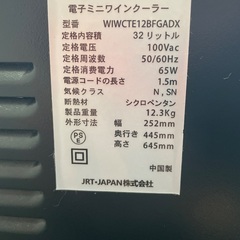 電子ミニワインクーラー
型名 WIWCTE12BFGADX
定格内容積 32 リットル
定格電圧 100Vac
定格周波数 50/60Hz
定格消費電力 65W
電源コードの長さ 1.5m
気候クラス N , SN
断熱材 シクロペンタン
製品重量 12.3Kg
外形寸法 幅 252mm
奥行き 445mm
高さ 645mm
PS E
中国製
JRT-JAPAN株式会社